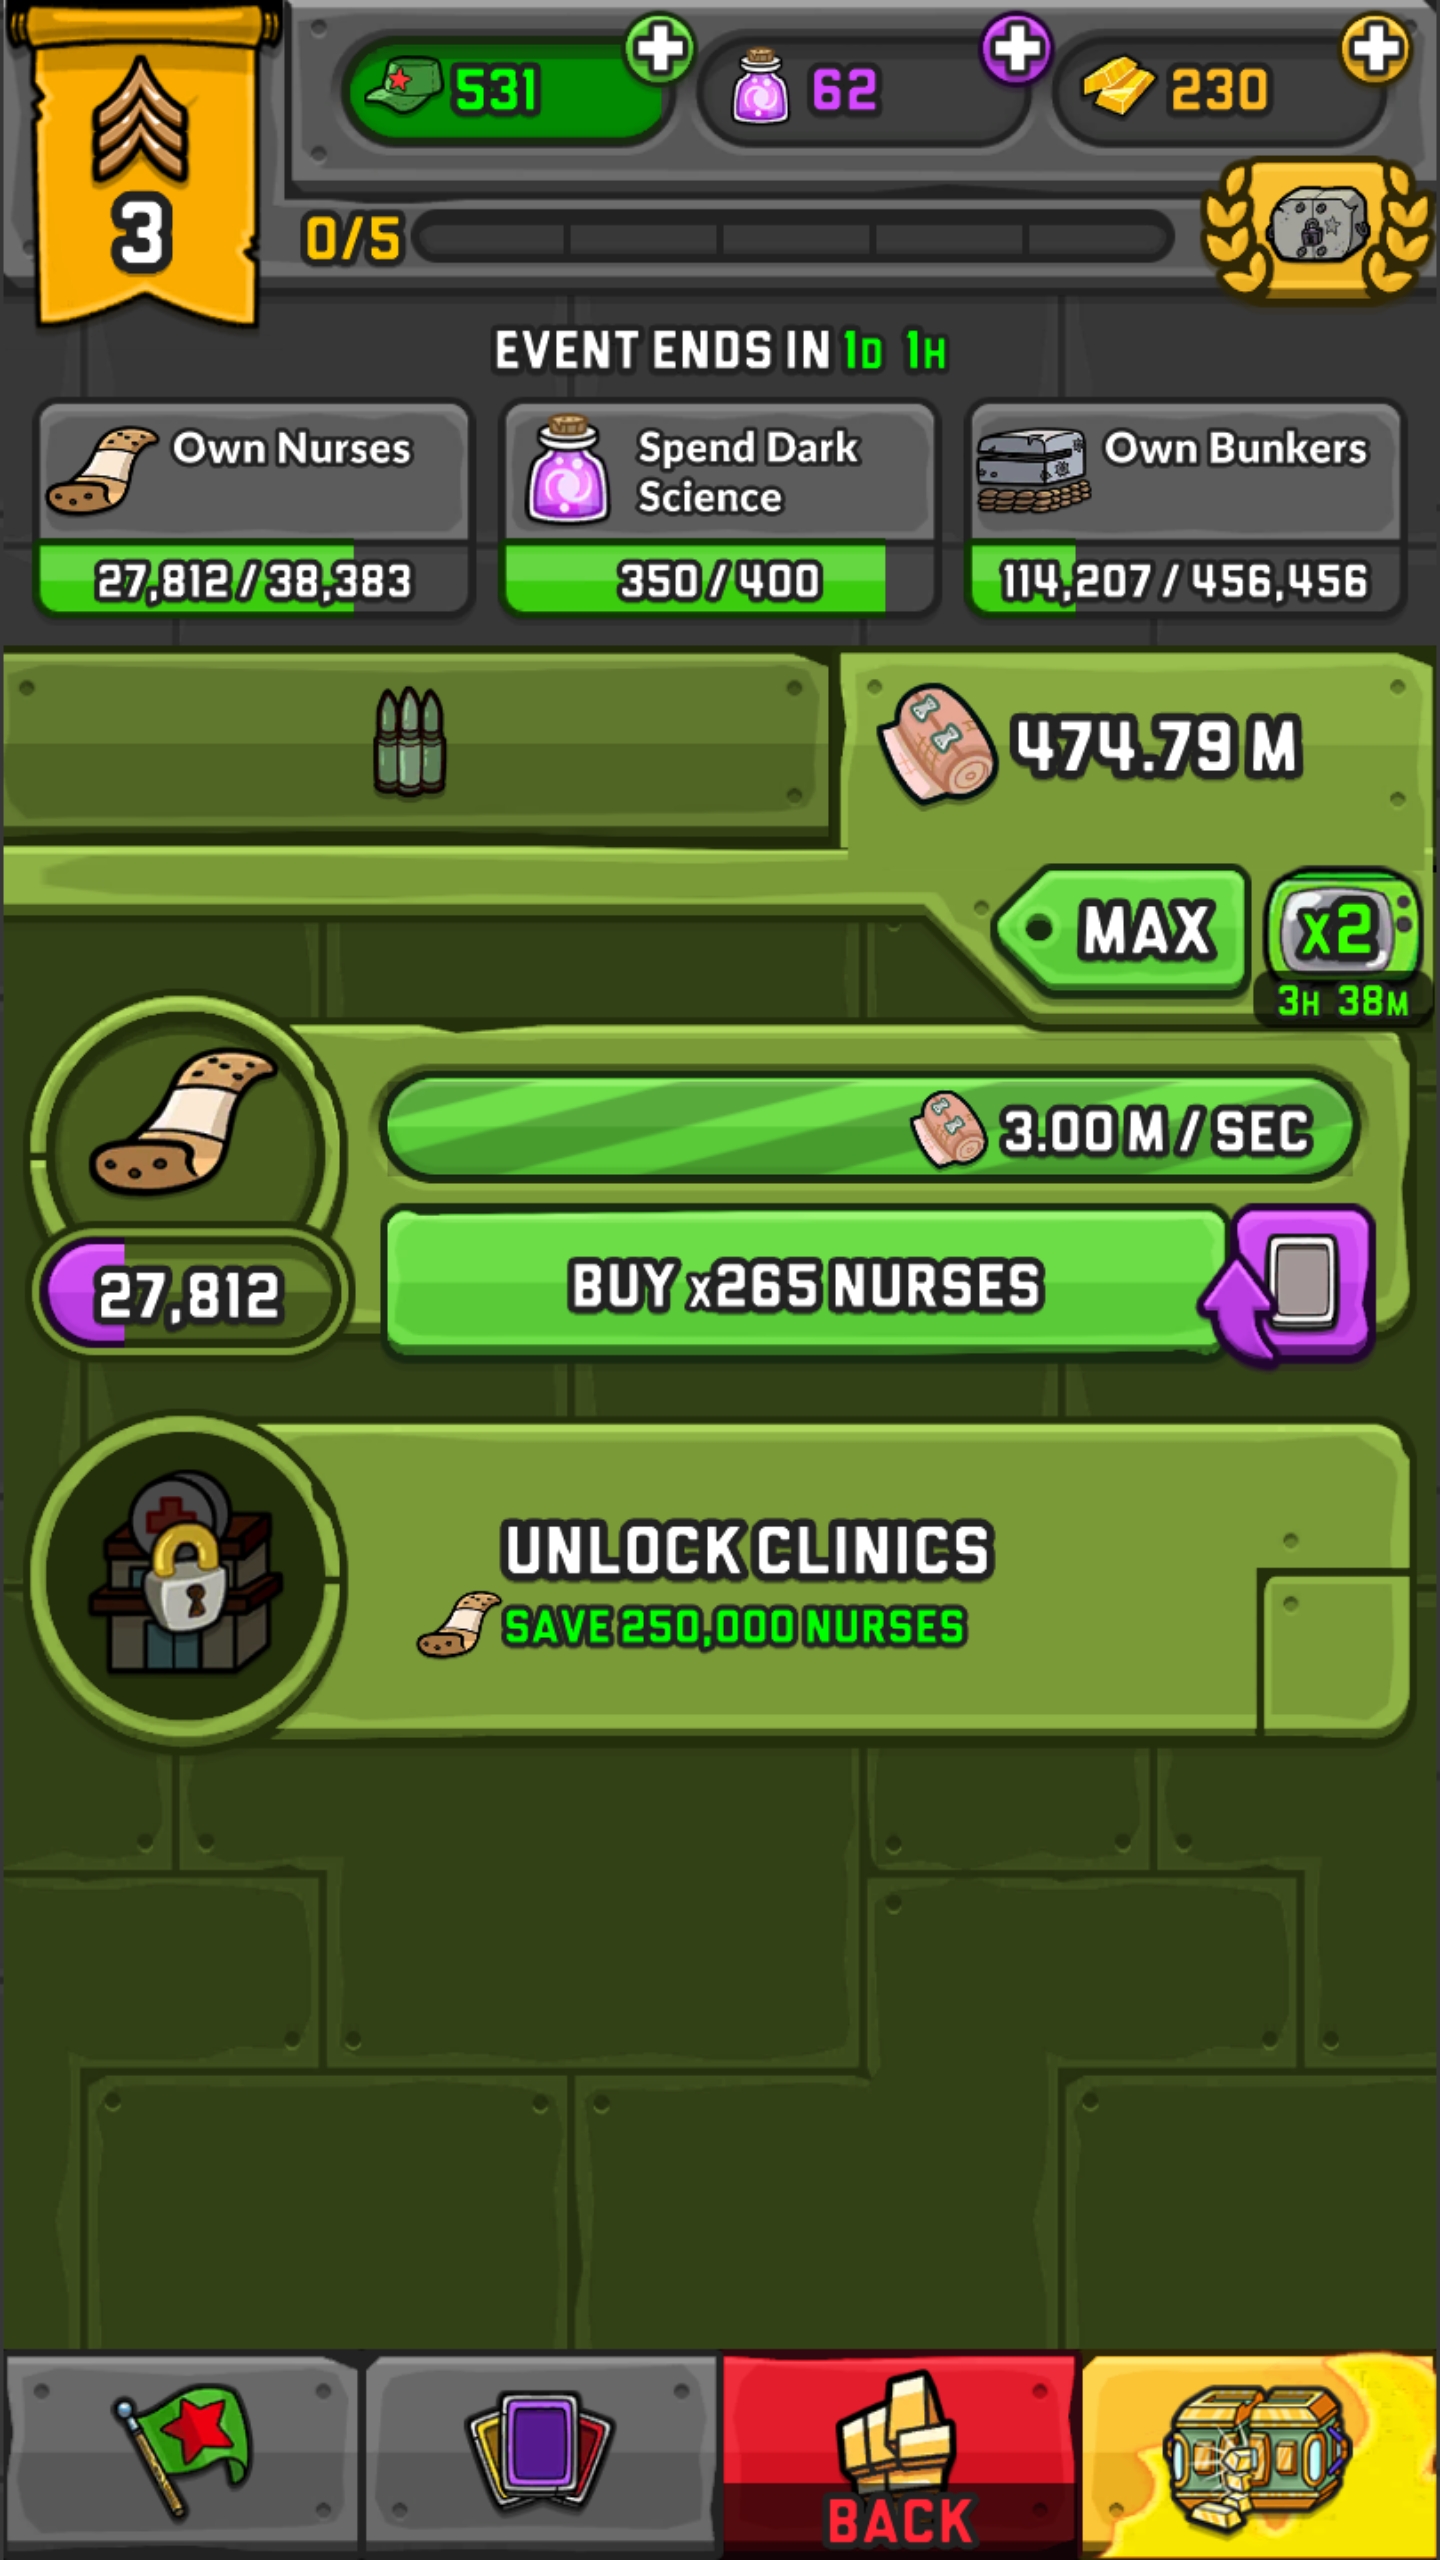 531
62
230
3
0/5
EVENT ENDS IN 1D 1H
Own Nurses
27,812 / 38,383
Spend Dark
Science
350 / 400
Own Bunkers
114,207 / 456,456
474.79 M
MAX
x2
3H 38M
3.00 M / SEC
27,812
BUY x265 NURSES
UNLOCK CLINICS
SAVE 250,000 NURSES
BACK